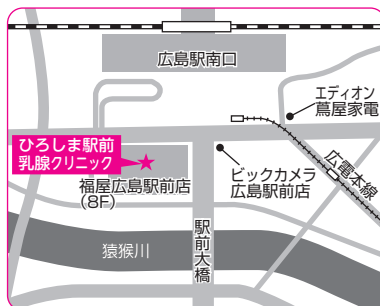 広島駅南口
エディオン
蔦屋家電
ひろしま駅前
乳腺クリニック
福屋広島駅前店
(8F)
ビックカメラ
広島駅前店
広電本線
駅前大橋
猿猴川